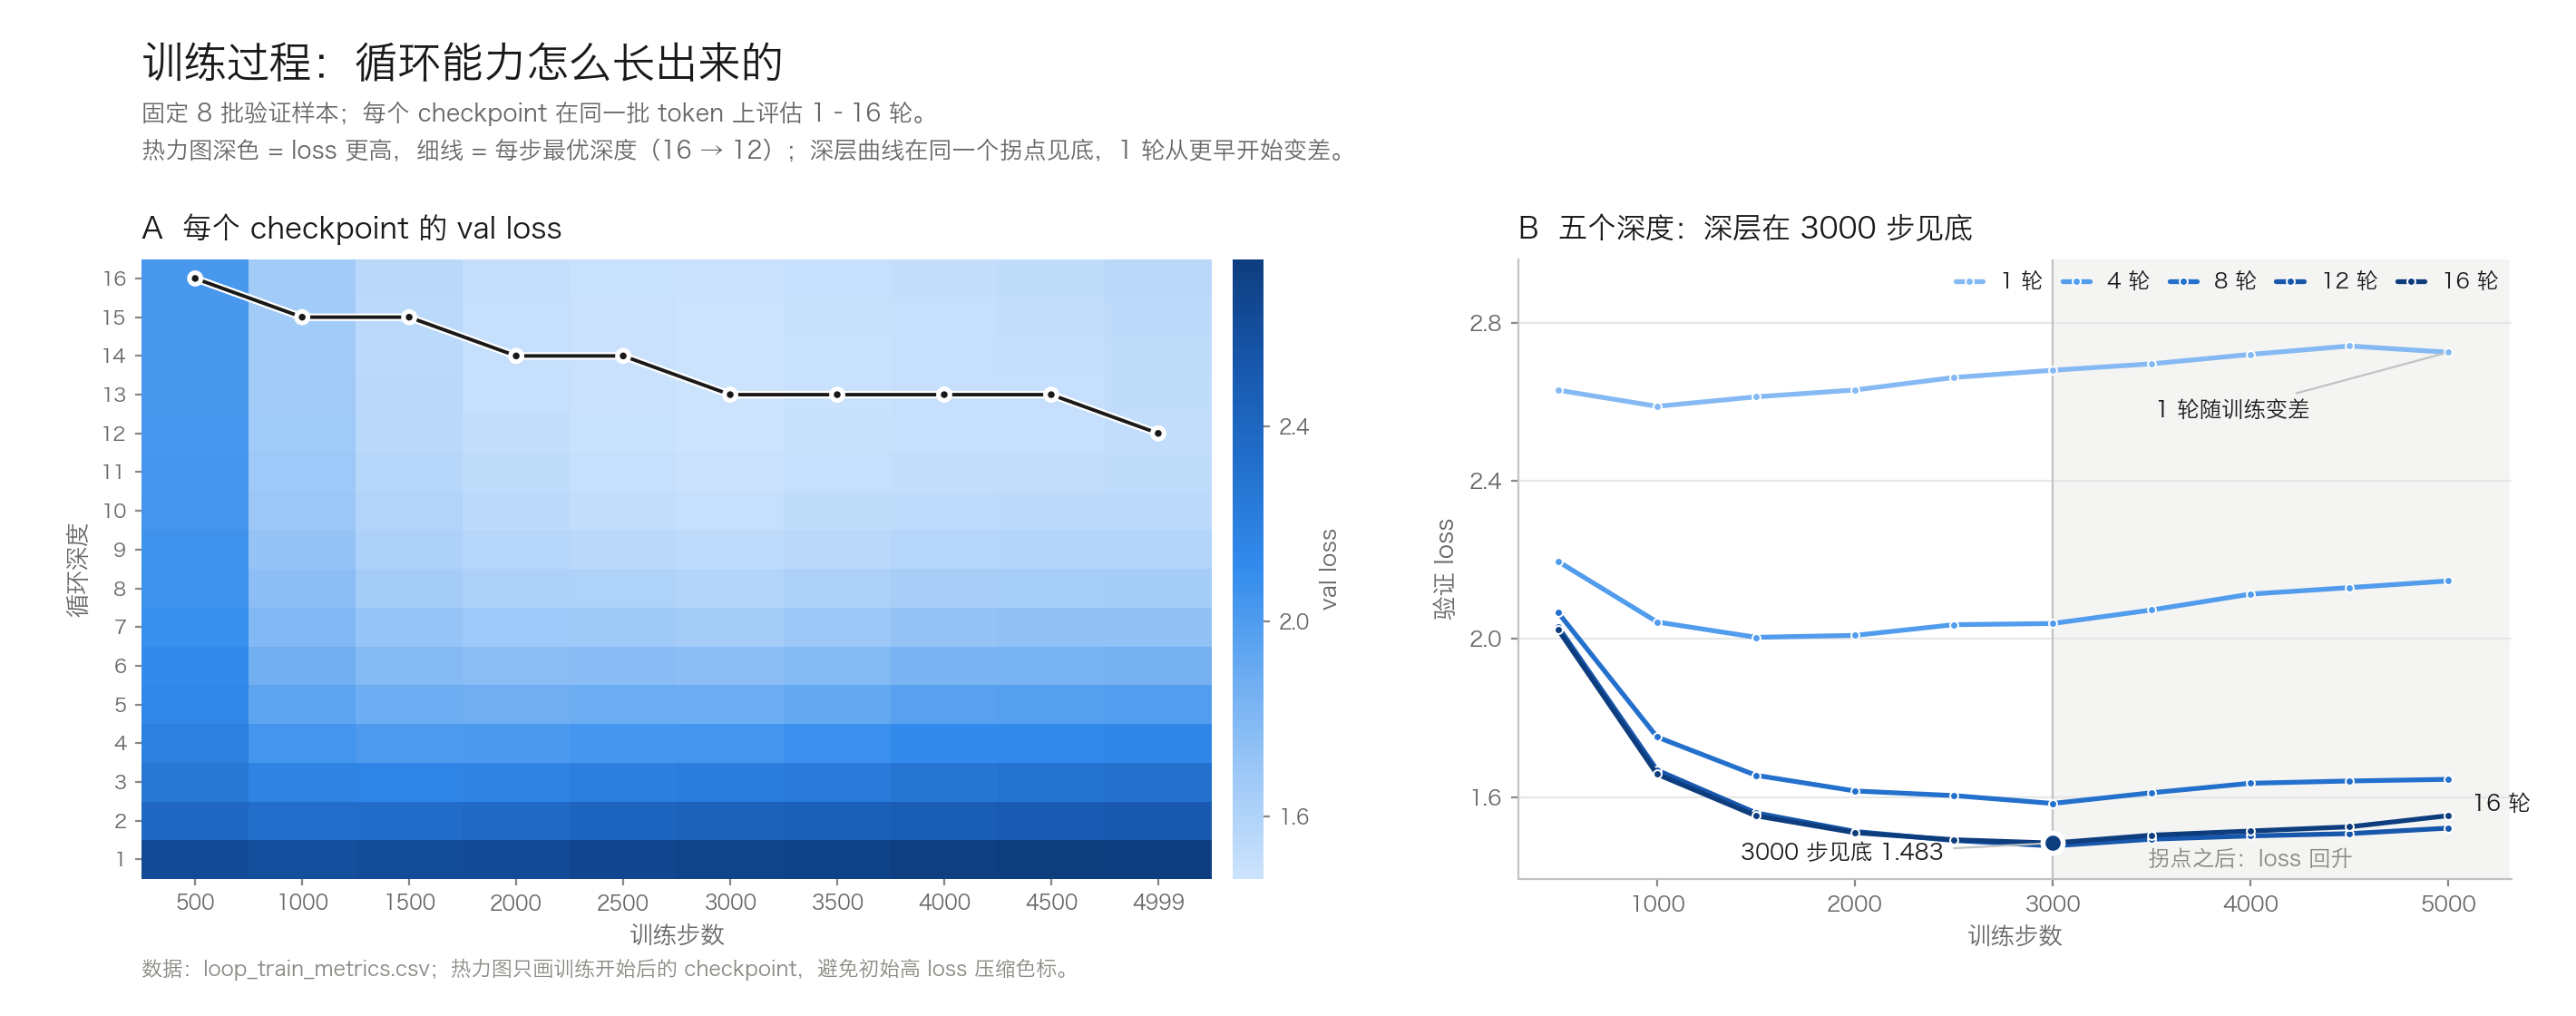 训练过程：循环能力怎么长出来的
固定 8 批验证样本；每个 checkpoint 在同一批 token 上评估 1 - 16 轮。
热力图深色 = loss 更高，细线 = 每步最优深度（16 → 12）；深层曲线在同一个拐点见底，1 轮从更早开始变差。
A 每个 checkpoint 的 val loss
16
15
14
13
12
11
10
9
8
7
6
5
4
3
2
1
循环深度
500 1000 1500 2000 2500 3000 3500 4000 4500 4999
训练步数
2.4
2.0
1.6
val loss
B 五个深度：深层在 3000 步见底
1 轮 4 轮 8 轮 12 轮 16 轮
2.8
2.4
2.0
1.6
验证 loss
1 轮随训练变差
16 轮
3000 步见底 1.483
拐点之后：loss 回升
1000 2000 3000 4000 5000
训练步数
数据：loop_train_metrics.csv；热力图只画训练开始后的 checkpoint，避免初始高 loss 压缩色标。